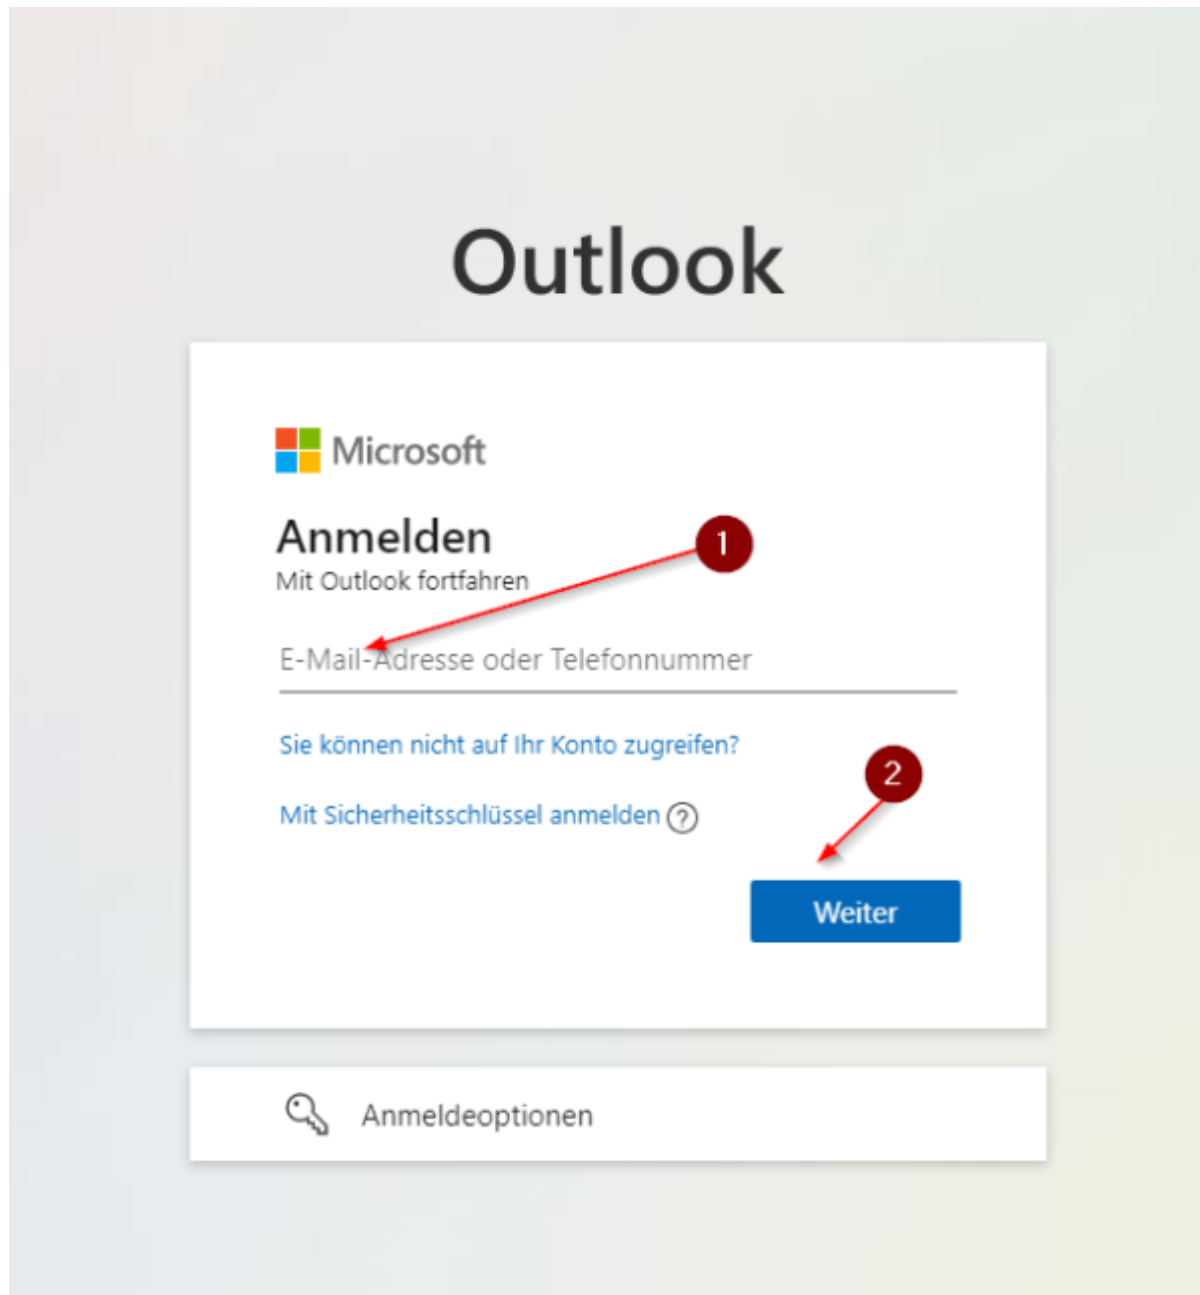 Outlook
Microsoft
Anmelden
1
Mit Outlook fortfahren
E-Mail-Adresse oder Telefonnummer
Sie können nicht auf Ihr Konto zugreifen?
2
Mit Sicherheitsschlüssel anmelden ?
Weiter
Anmeldeoptionen